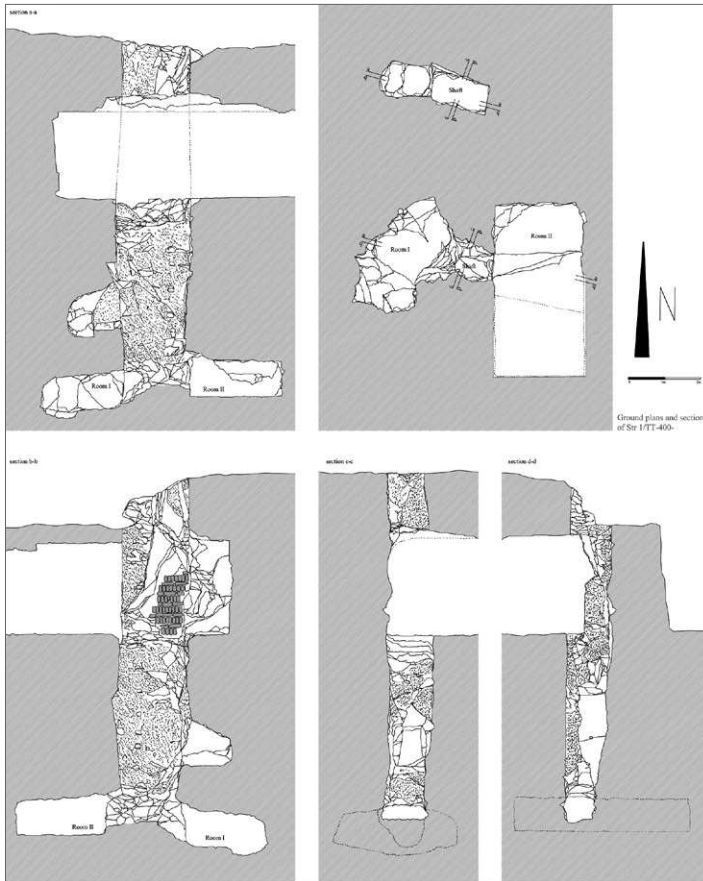 section a-a
Shaft
Room I
Room II
Shaft
Room I
Room II
N
Ground plans and section
of Str 1/TT-400-
section b-b
section c-c
section d-d
Room II
Room I